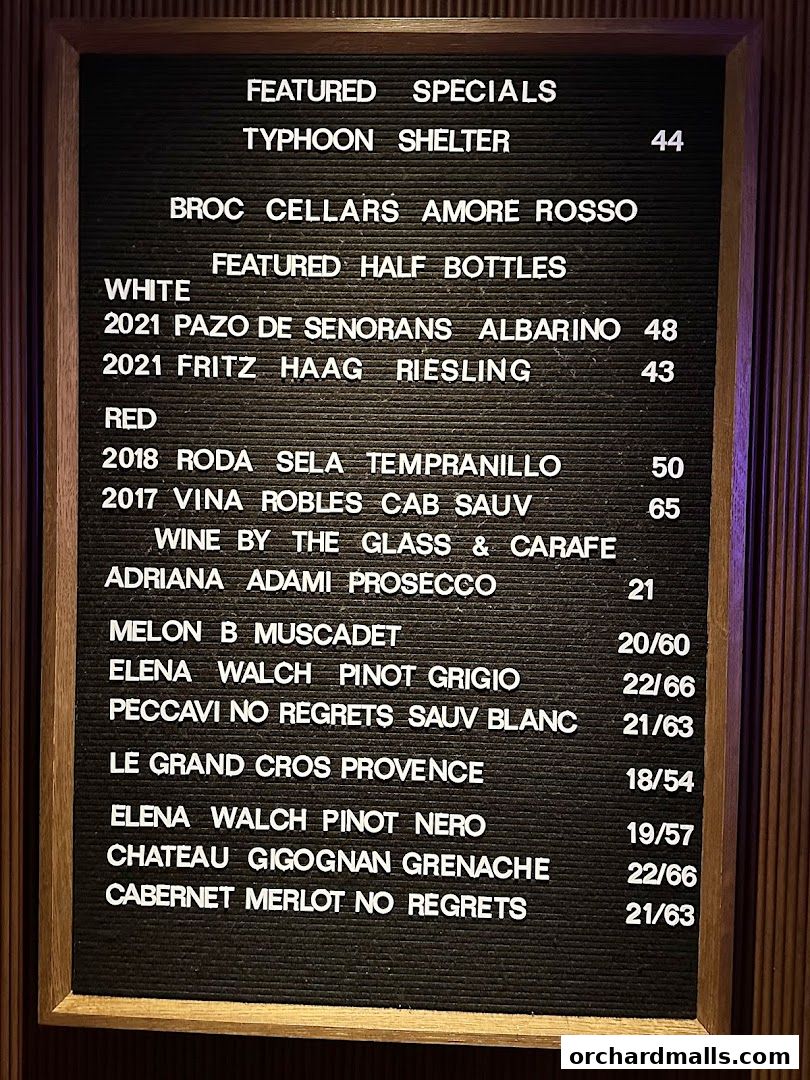 FEATURED SPECIALS
TYPHOON SHELTER 44
BROC CELLARS AMORE ROSSO
FEATURED HALF BOTTLES
WHITE
2021 PAZO DE SENORANS ALBARINO 48
2021 FRITZ HAAG RIESLING 43
RED
2018 RODA SELA TEMPRANILLO 50
2017 VINA ROBLES CAB SAUV 65
WINE BY THE GLASS & CARAFE
ADRIANA ADAMI PROSECCO 21
MELON B MUSCADET 20/60
ELENA WALCH PINOT GRIGIO 22/66
PECCAVI NO REGRETS SAUV BLANC 21/63
LE GRAND CROS PROVENCE 18/54
ELENA WALCH PINOT NERO 19/57
CHATEAU GIGOGNAN GRENACHE 22/66
CABERNET MERLOT NO REGRETS 21/63
orchardmalls.com